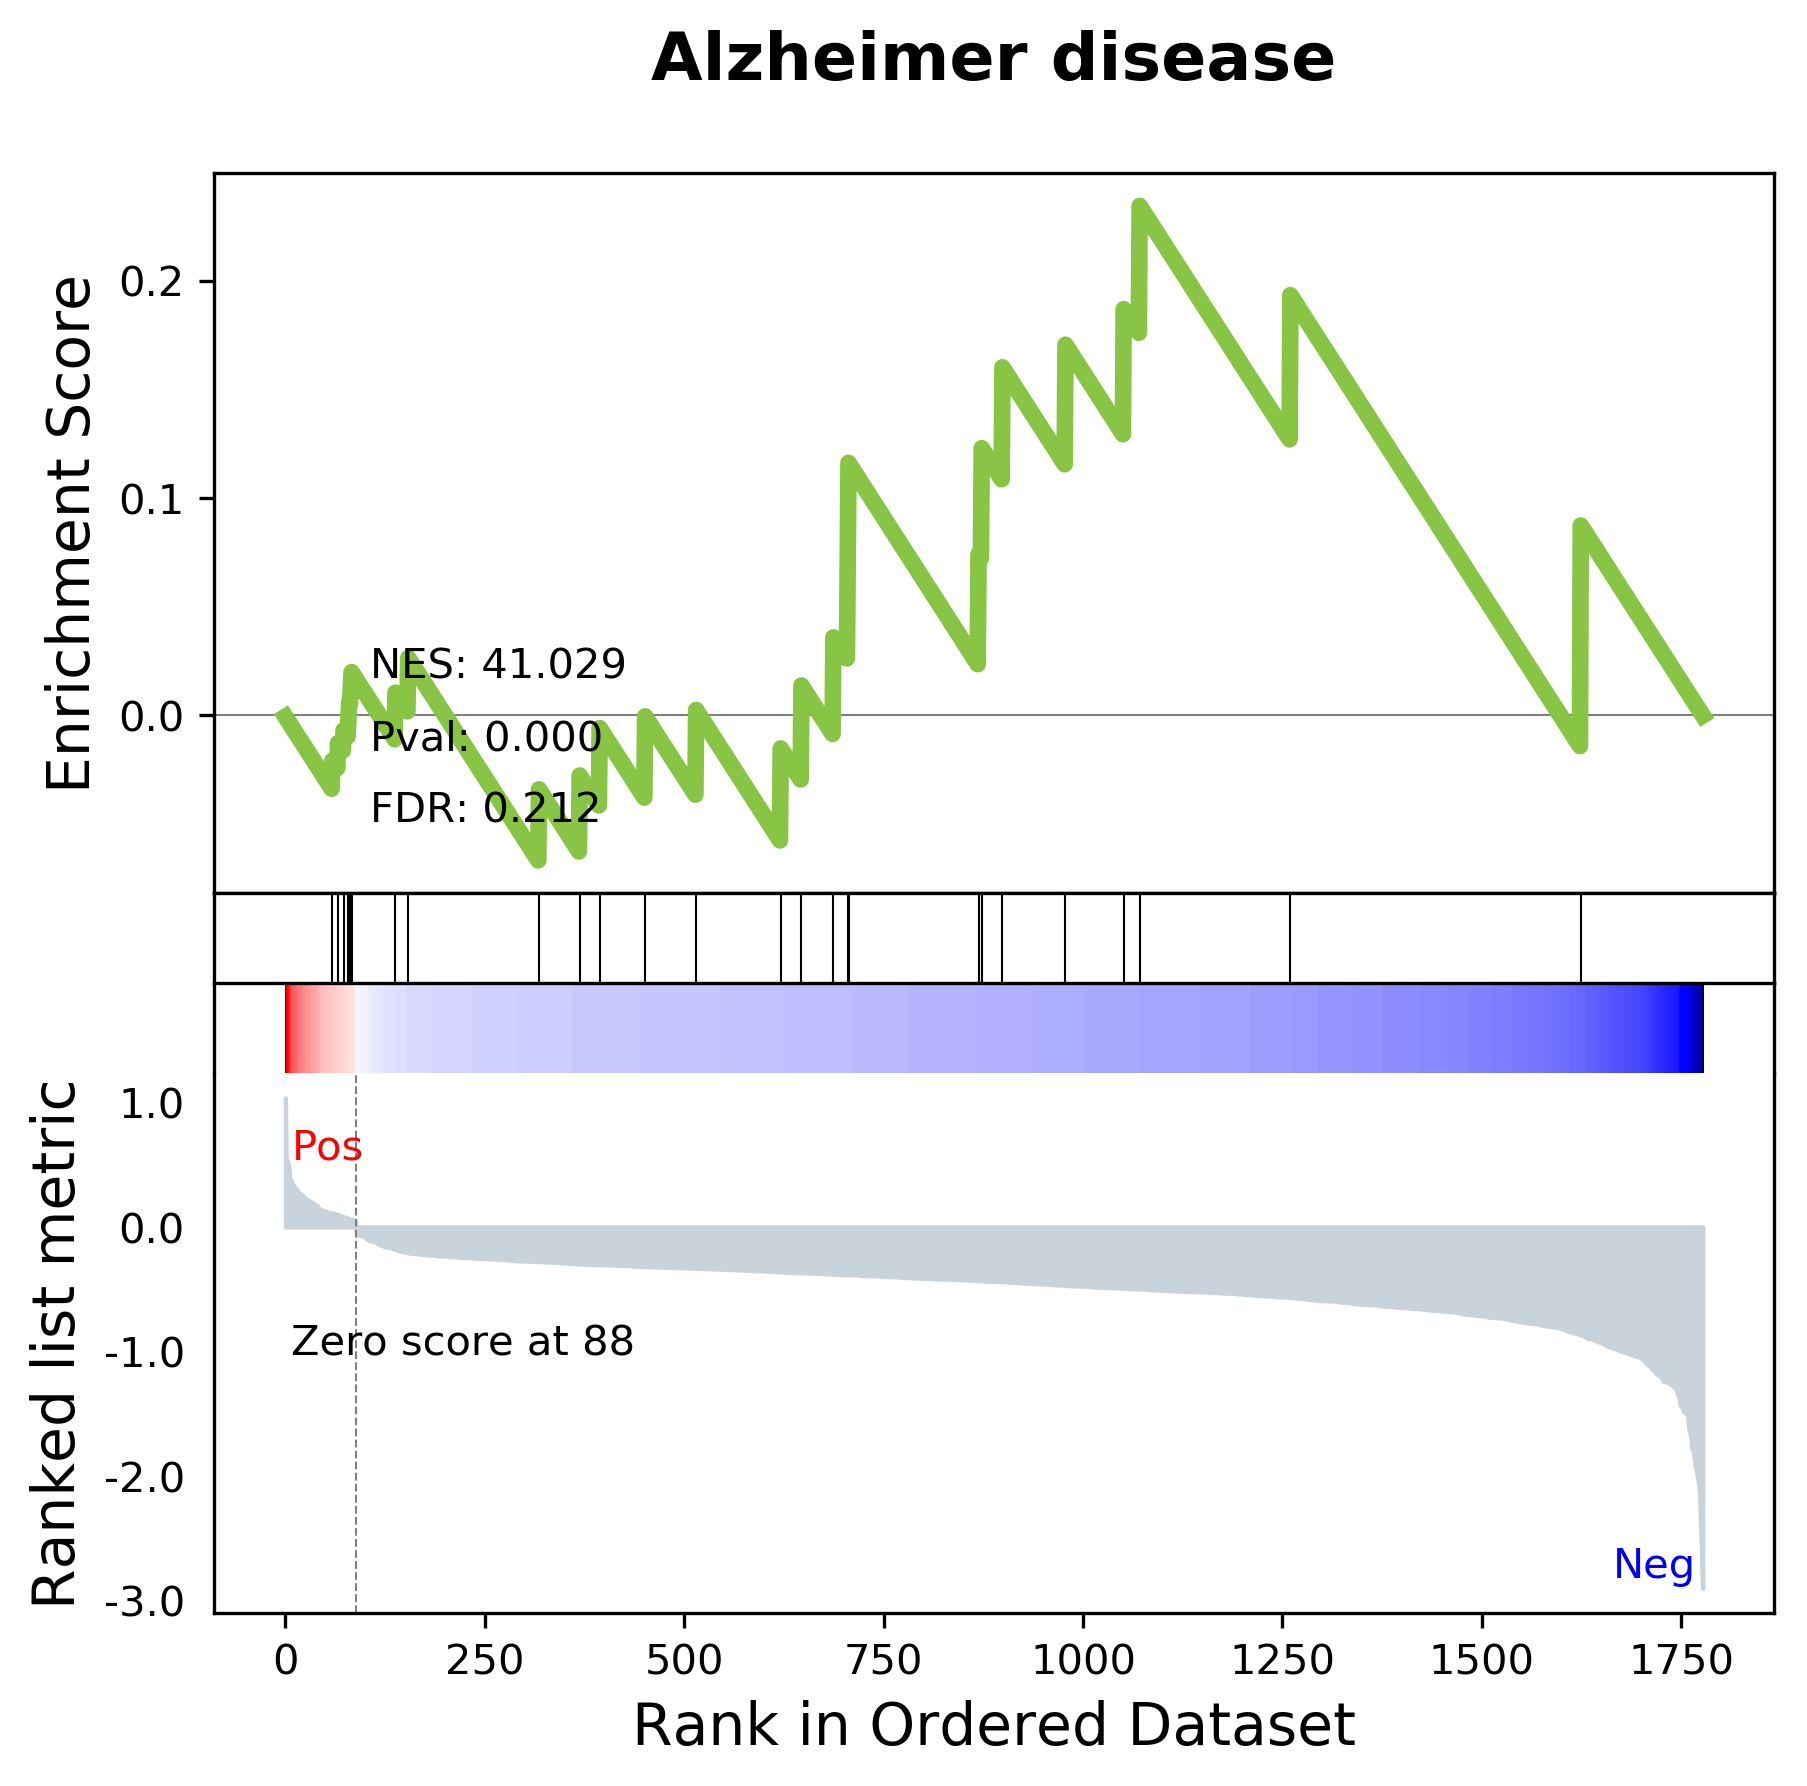 Alzheimer disease
Enrichment Score
0.2
0.1
0.0
NES: 41.029
Pval: 0.000
FDR: 0.212
Ranked list metric
1.0
0.0
-1.0
-2.0
-3.0
Pos
Zero score at 88
Neg
0 250 500 750 1000 1250 1500 1750
Rank in Ordered Dataset